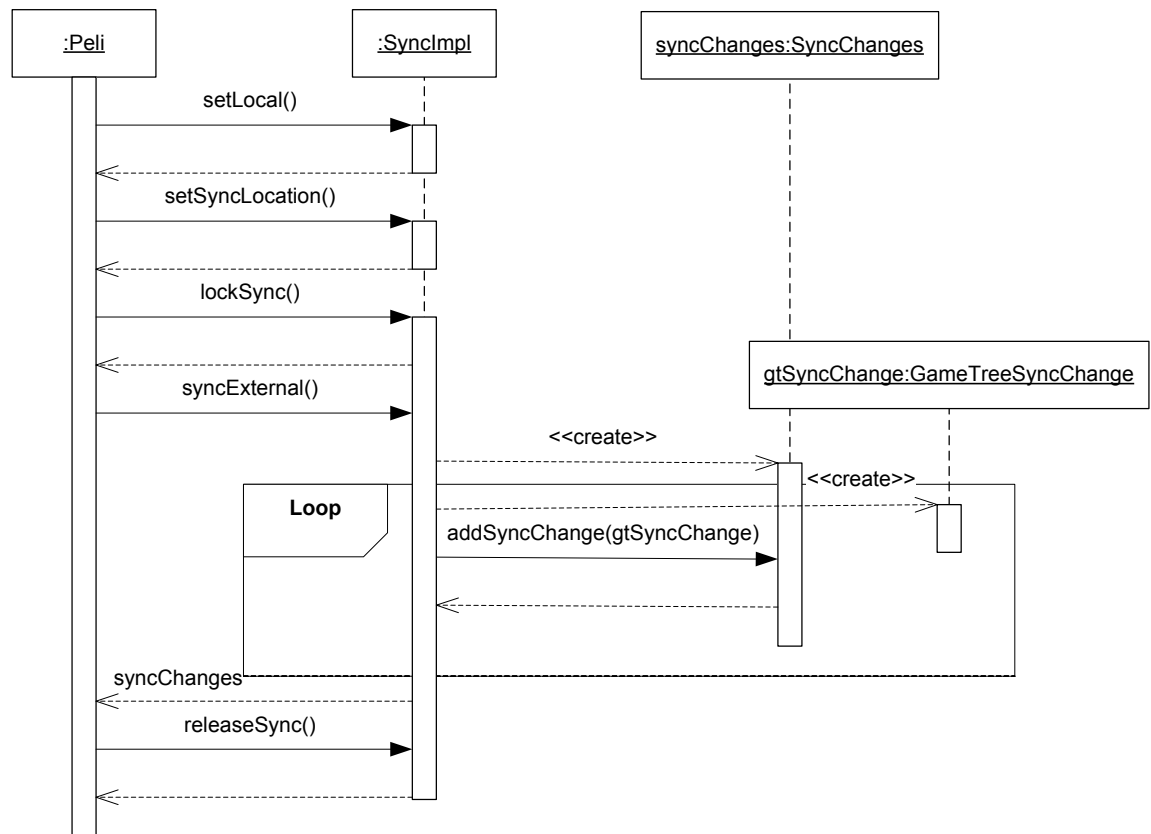 :Peli
:SyncImpl
syncChanges:SyncChanges
setLocal()
setSyncLocation()
lockSync()
gtSyncChange:GameTreeSyncChange
syncExternal()
<<create>>
<<create>>
Loop
addSyncChange(gtSyncChange)
syncChanges
releaseSync()